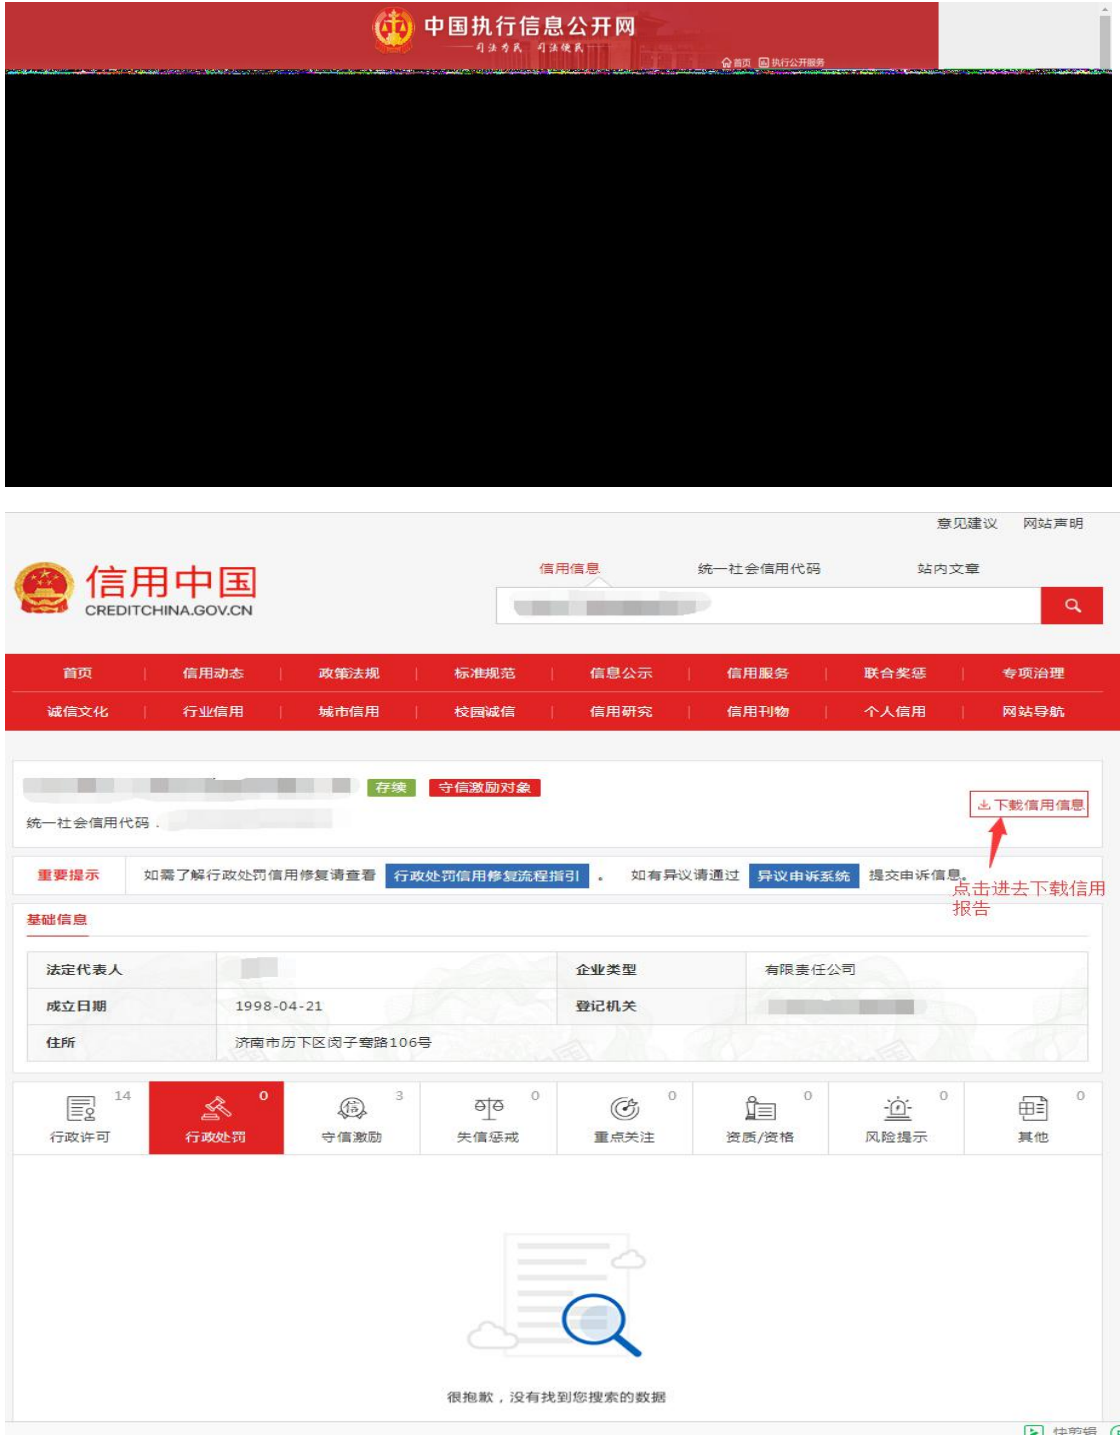 中国执行信息公开网
司法为民 司法便民
首页 执行公开服务
意见建议 网站声明
信用中国
CREDITCHINA.GOV.CN
信用信息 统一社会信用代码 站内文章
首页 信用动态 政策法规 标准规范 信息公示 信用服务 联合奖惩 专项治理
诚信文化 行业信用 城市信用 校园诚信 信用研究 信用刊物 个人信用 网站导航
存续 守信激励对象
下载信用信息
统一社会信用代码
重要提示 如需了解行政处罚信用修复请查看 行政处罚信用修复流程指引 。 如有异议请通过 异议申诉系统 提交申诉信息。
点击进去下载信用
报告
基础信息
法定代表人 企业类型 有限责任公司
成立日期 1998-04-21 登记机关
住所 济南市历下区闵子骞路106号
14 0 3 0 0 0 0 0
行政许可 行政处罚 守信激励 失信惩戒 重点关注 资质/资格 风险提示 其他
很抱歉，没有找到您搜索的数据